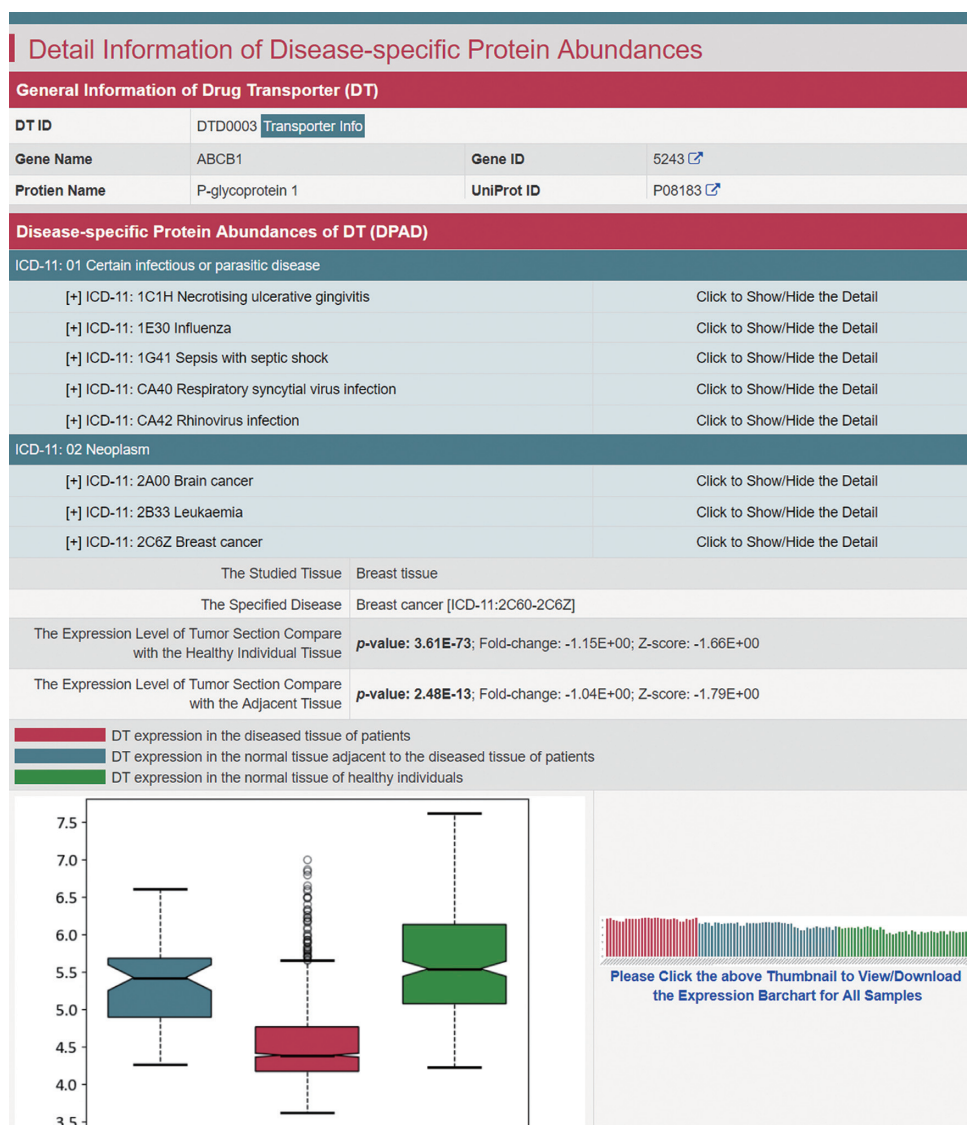 Detail Information of Disease-specific Protein Abundances
General Information of Drug Transporter (DT)
DT ID DTD0003 Transporter Info
Gene Name ABCB1 Gene ID 5243
Protien Name P-glycoprotein 1 UniProt ID P08183
Disease-specific Protein Abundances of DT (DPAD)
ICD-11: 01 Certain infectious or parasitic disease
[+] ICD-11: 1C1H Necrotising ulcerative gingivitis Click to Show/Hide the Detail
[+] ICD-11: 1E30 Influenza Click to Show/Hide the Detail
[+] ICD-11: 1G41 Sepsis with septic shock Click to Show/Hide the Detail
[+] ICD-11: CA40 Respiratory syncytial virus infection Click to Show/Hide the Detail
[+] ICD-11: CA42 Rhinovirus infection Click to Show/Hide the Detail
ICD-11: 02 Neoplasm
[+] ICD-11: 2A00 Brain cancer Click to Show/Hide the Detail
[+] ICD-11: 2B33 Leukaemia Click to Show/Hide the Detail
[+] ICD-11: 2C6Z Breast cancer Click to Show/Hide the Detail
The Studied Tissue Breast tissue
The Specified Disease Breast cancer [ICD-11:2C60-2C6Z]
The Expression Level of Tumor Section Compare
with the Healthy Individual Tissue
p-value: 3.61E-73; Fold-change: -1.15E+00; Z-score: -1.66E+00
The Expression Level of Tumor Section Compare
with the Adjacent Tissue
p-value: 2.48E-13; Fold-change: -1.04E+00; Z-score: -1.79E+00
DT expression in the diseased tissue of patients
DT expression in the normal tissue adjacent to the diseased tissue of patients
DT expression in the normal tissue of healthy individuals
7.5
7.0
6.5
6.0
5.5
5.0
4.5
4.0
3.5
Please Click the above Thumbnail to View/Download
the Expression Barchart for All Samples